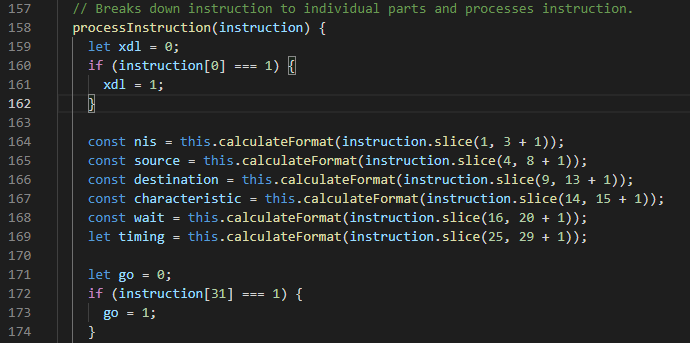 157 // Breaks down instruction to individual parts and processes instruction.
158 processInstruction(instruction) {
159 let xdl = 0;
160 if (instruction[0] === 1) {
161 xdl = 1;
162 }
163
164 const nis = this.calculateFormat(instruction.slice(1, 3 + 1));
165 const source = this.calculateFormat(instruction.slice(4, 8 + 1));
166 const destination = this.calculateFormat(instruction.slice(9, 13 + 1));
167 const characteristic = this.calculateFormat(instruction.slice(14, 15 + 1));
168 const wait = this.calculateFormat(instruction.slice(16, 20 + 1));
169 let timing = this.calculateFormat(instruction.slice(25, 29 + 1));
170
171 let go = 0;
172 if (instruction[31] === 1) {
173 go = 1;
174 }